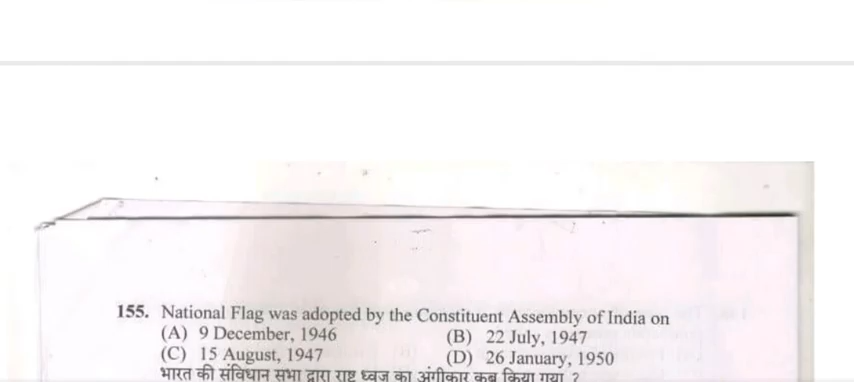 155. National Flag was adopted by the Constituent Assembly of India on
(A) 9 December, 1946 (B) 22 July, 1947
(C) 15 August, 1947 (D) 26 January, 1950
भारत की संविधान सभा द्वारा राष्ट्र ध्वज का अंगीकार कब किया गया ?